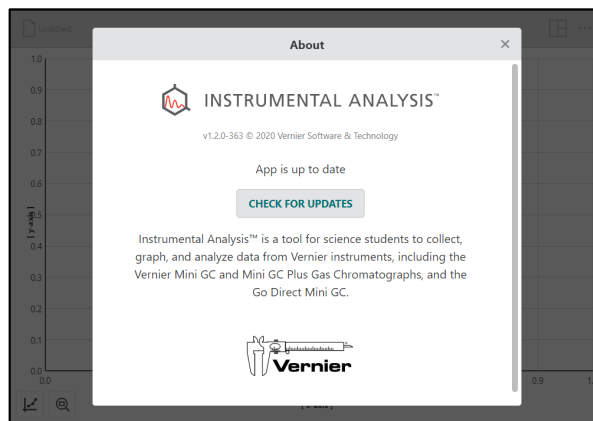 Untitled
About
INSTRUMENTAL ANALYSIS™
v1.2.0-363 © 2020 Vernier Software & Technology
App is up to date
CHECK FOR UPDATES
Instrumental Analysis™ is a tool for science students to collect,
graph, and analyze data from Vernier instruments, including the
Vernier Mini GC and Mini GC Plus Gas Chromatographs, and the
Go Direct Mini GC.
Vernier
1.0
0.9
0.8
0.7
0.6
0.5
0.4
0.3
0.2
0.1
0.0
[ y-axis ]
0.0
0.9